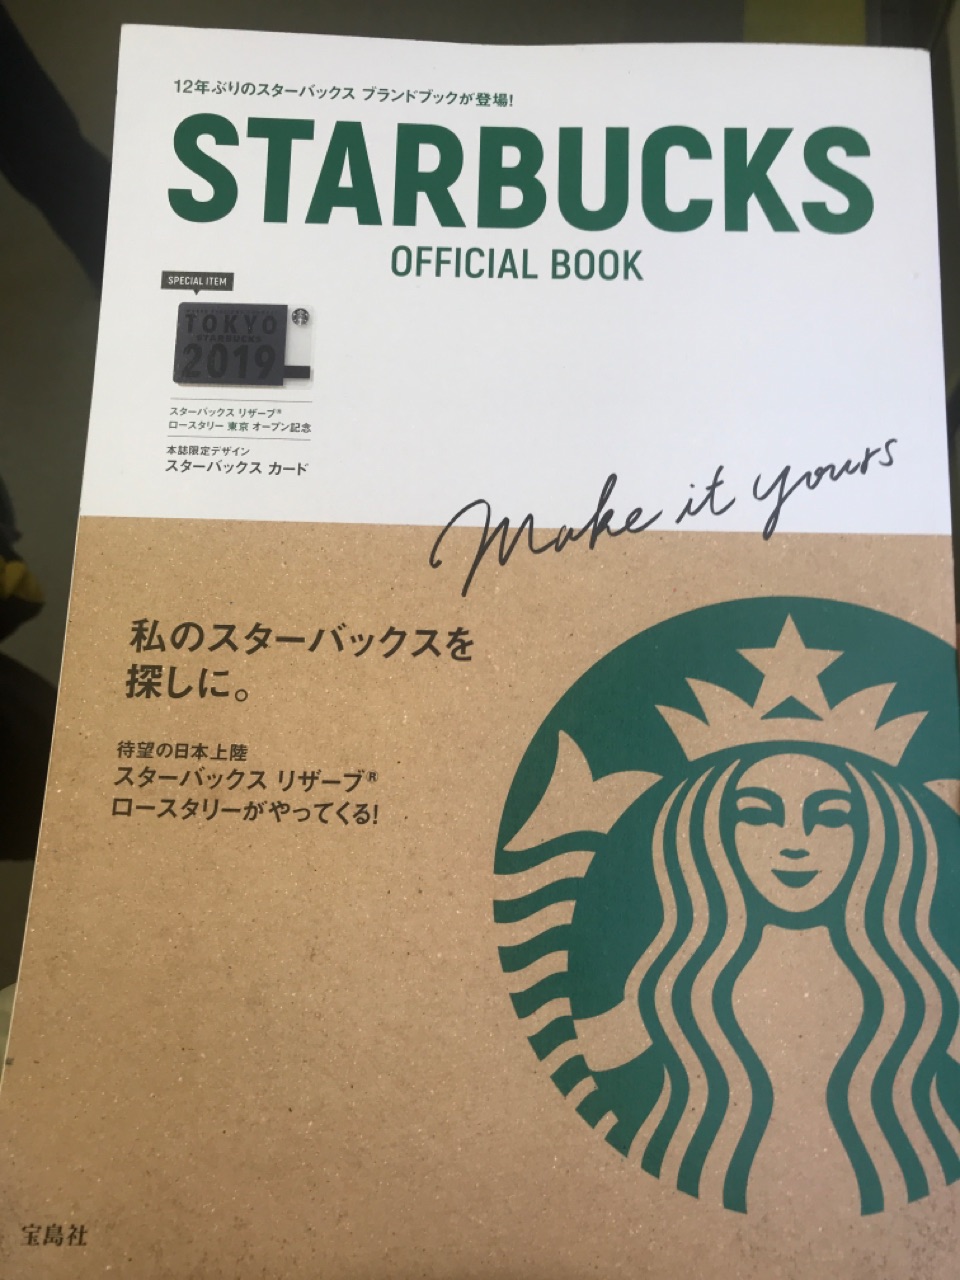 12年ぶりのスターバックス ブランドブックが登場!
STARBUCKS
OFFICIAL BOOK
SPECIAL ITEM
TOKYO
STARBUCKS
2019
スターバックス リザーブ®
ロースタリー 東京 オープン記念
本誌限定デザイン
スターバックス カード
Make it yours
私のスターバックスを
探しに。
待望の日本上陸
スターバックス リザーブ®
ロースタリーがやってくる!
宝島社